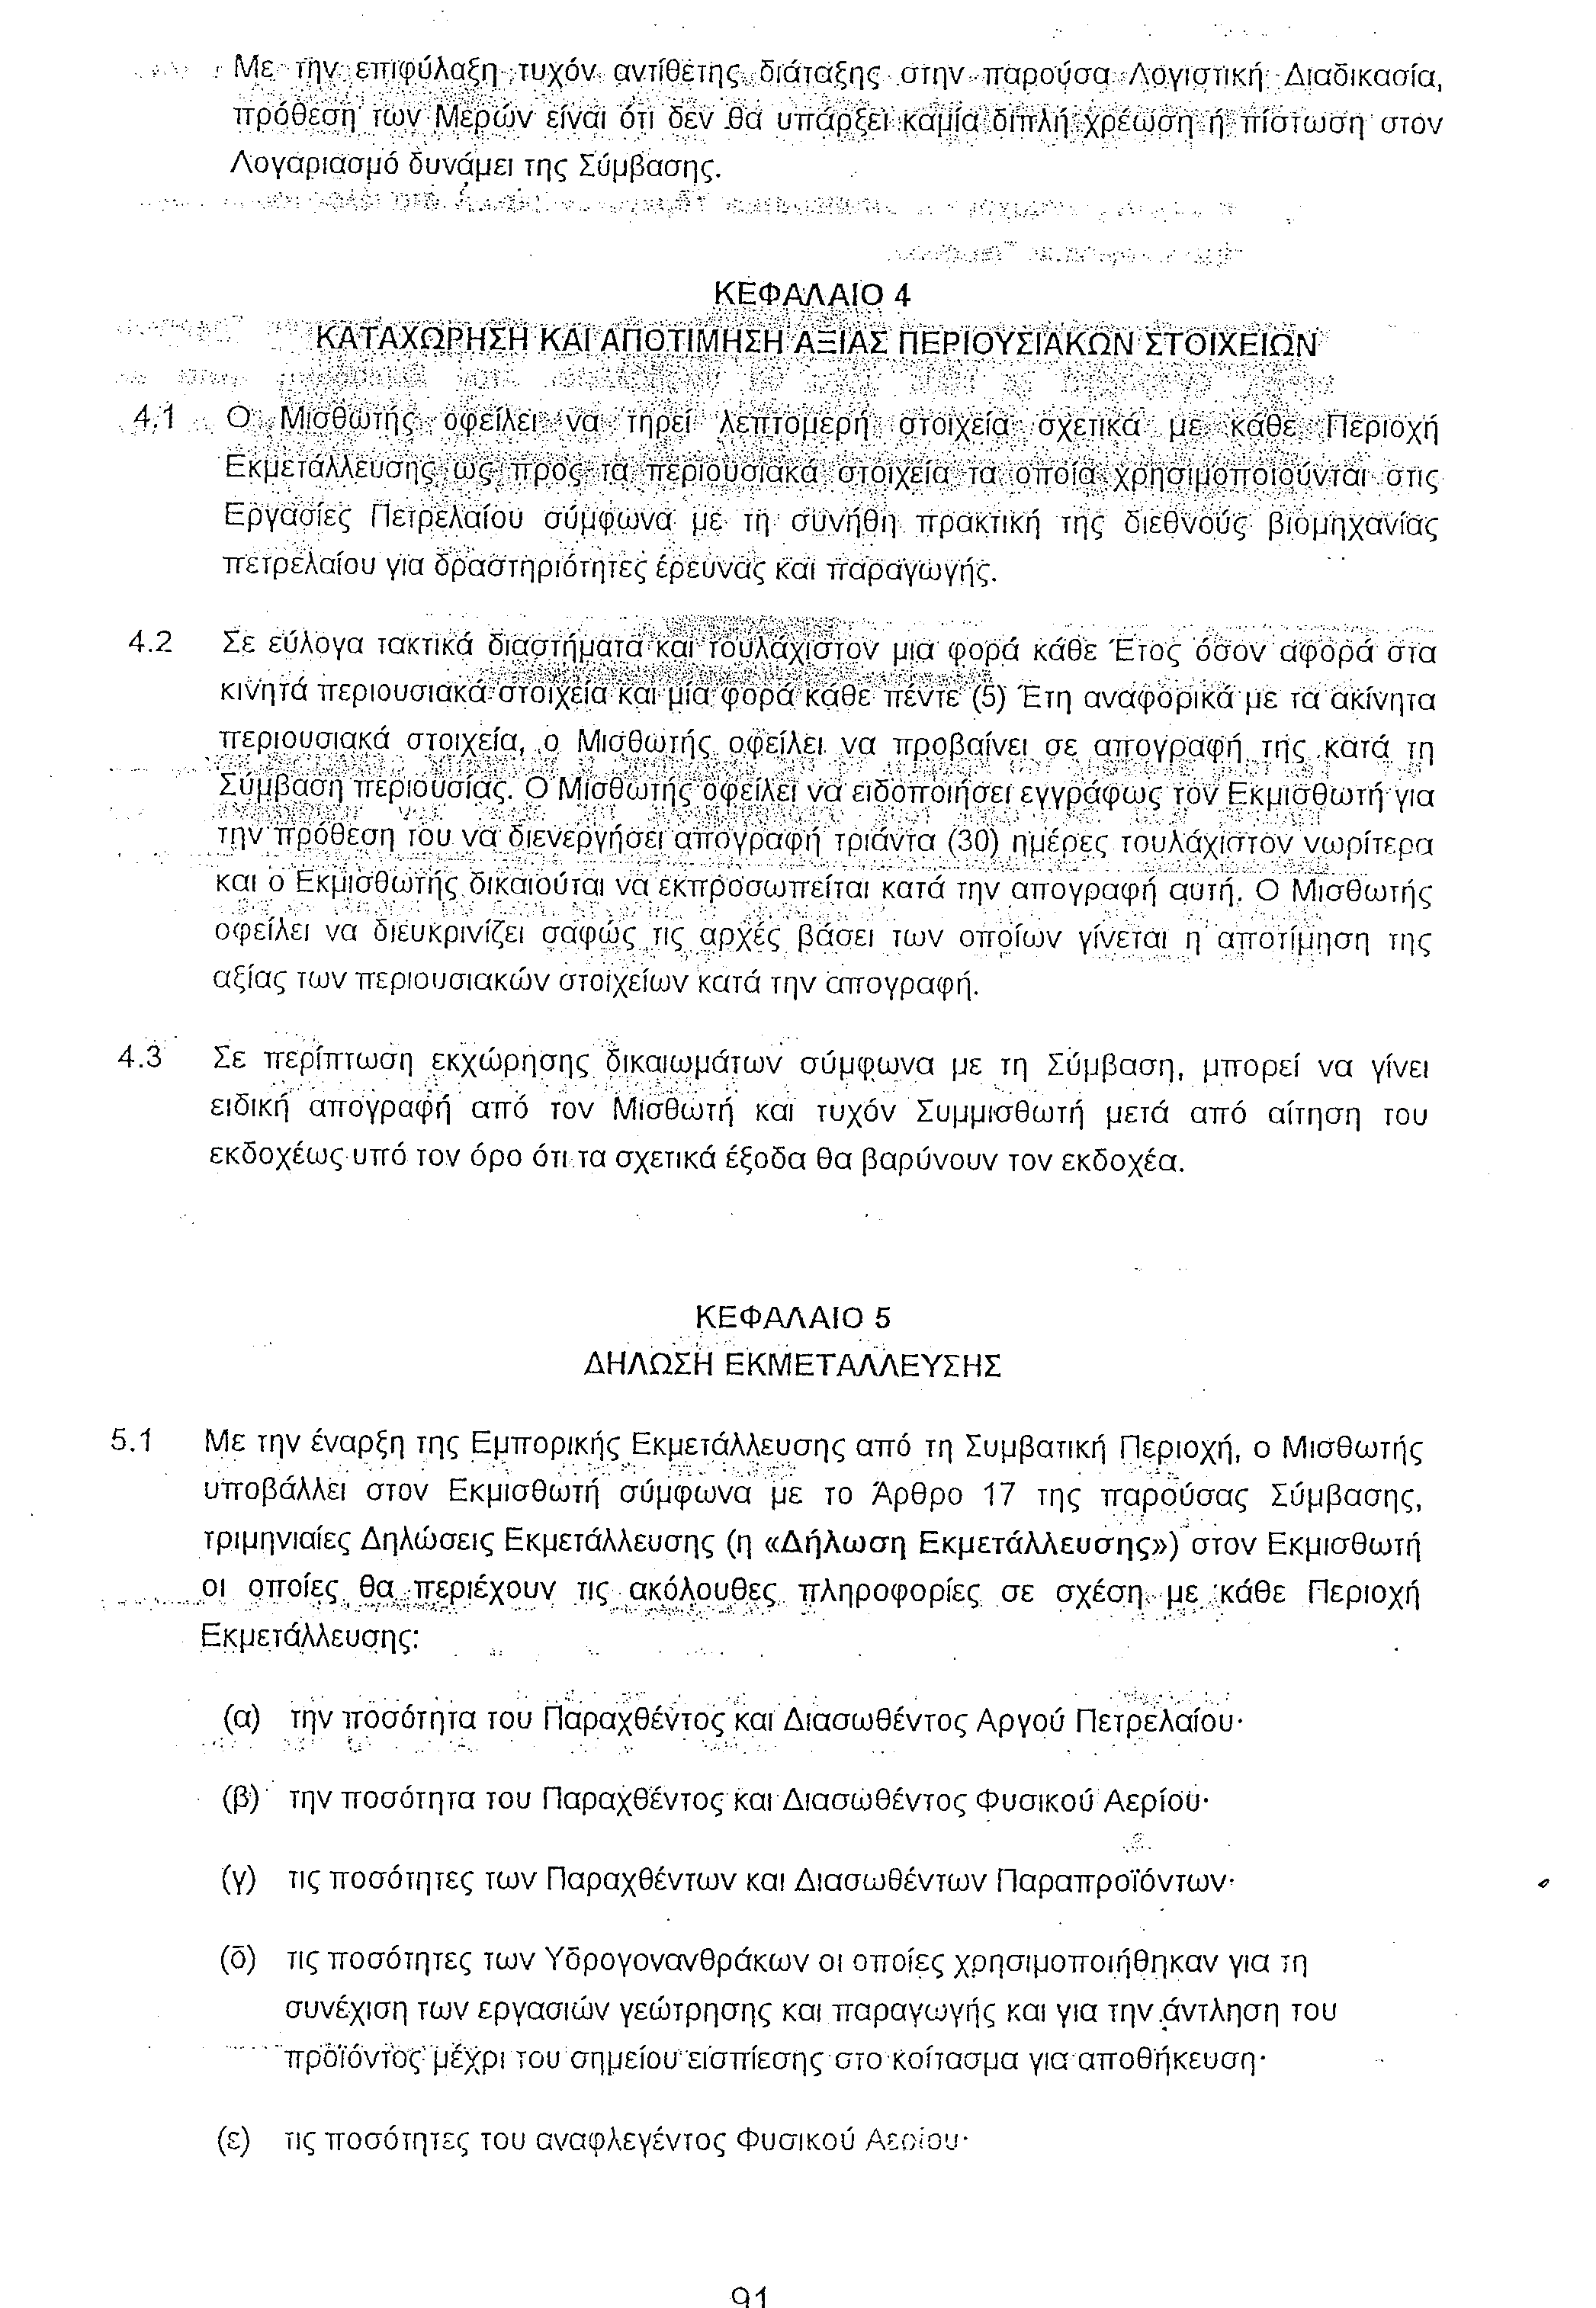 Με την επιφύλαξη τυχόν αντίθετης διάταξης στην παρούσα Λογιστική Διαδικασία,
πρόθεση των Μερών είναι ότι δεν θα υπάρξει καμία διπλή χρέωση ή πίστωση στον
Λογαριασμό δυνάμει της Σύμβασης.
ΚΕΦΑΛΑΙΟ 4
ΚΑΤΑΧΩΡΗΣΗ ΚΑΙ ΑΠΟΤΙΜΗΣΗ ΑΞΙΑΣ ΠΕΡΙΟΥΣΙΑΚΩΝ ΣΤΟΙΧΕΙΩΝ
4.1 Ο Μισθωτής οφείλει να τηρεί λεπτομερή στοιχεία σχετικά με κάθε Περιοχή
Εκμετάλλευσης ως προς τα περιουσιακά στοιχεία τα οποία χρησιμοποιούνται στις
Εργασίες Πετρελαίου σύμφωνα με τη συνήθη πρακτική της διεθνούς βιομηχανίας
πετρελαίου για δραστηριότητες έρευνας και παραγωγής.
4.2 Σε εύλογα τακτικά διαστήματα και τουλάχιστον μια φορά κάθε Έτος όσον αφορά στα
κινητά περιουσιακά στοιχεία και μία φορά κάθε πέντε (5) Έτη αναφορικά με τα ακίνητα
περιουσιακά στοιχεία, ο Μισθωτής οφείλει να προβαίνει σε απογραφή της κατά τη
Σύμβαση περιουσίας. Ο Μισθωτής οφείλει να ειδοποιήσει εγγράφως τον Εκμισθωτή για
την πρόθεση του να διενεργήσει απογραφή τριάντα (30) ημέρες τουλάχιστον νωρίτερα
και ο Εκμισθωτής δικαιούται να εκπροσωπείται κατά την απογραφή αυτή. Ο Μισθωτής
οφείλει να διευκρινίζει σαφώς τις αρχές βάσει των οποίων γίνεται η αποτίμηση της
αξίας των περιουσιακών στοιχείων κατά την απογραφή.
4.3 Σε περίπτωση εκχώρησης δικαιωμάτων σύμφωνα με τη Σύμβαση, μπορεί να γίνει
ειδική απογραφή από τον Μισθωτή και τυχόν Συμμισθωτή μετά από αίτηση του
εκδοχέως υπό τον όρο ότι τα σχετικά έξοδα θα βαρύνουν τον εκδοχέα.
ΚΕΦΑΛΑΙΟ 5
ΔΗΛΩΣΗ ΕΚΜΕΤΑΛΛΕΥΣΗΣ
5.1 Με την έναρξη της Εμπορικής Εκμετάλλευσης από τη Συμβατική Περιοχή, ο Μισθωτής
υποβάλλει στον Εκμισθωτή σύμφωνα με το Άρθρο 17 της παρούσας Σύμβασης,
τριμηνιαίες Δηλώσεις Εκμετάλλευσης (η «Δήλωση Εκμετάλλευσης») στον Εκμισθωτή
οι οποίες θα περιέχουν τις ακόλουθες πληροφορίες σε σχέση με κάθε Περιοχή
Εκμετάλλευσης:
(α) την ποσότητα του Παραχθέντος και Διασωθέντος Αργού Πετρελαίου·
(β) την ποσότητα του Παραχθέντος και Διασωθέντος Φυσικού Αερίου·
(γ) τις ποσότητες των Παραχθέντων και Διασωθέντων Παραπροϊόντων·
(δ) τις ποσότητες των Υδρογονανθράκων οι οποίες χρησιμοποιήθηκαν για τη
συνέχιση των εργασιών γεώτρησης και παραγωγής και για την άντληση του
προϊόντος μέχρι του σημείου εισπίεσης στο κοίτασμα για αποθήκευση·
(ε) τις ποσότητες του αναφλεγέντος Φυσικού Αερίου·
91